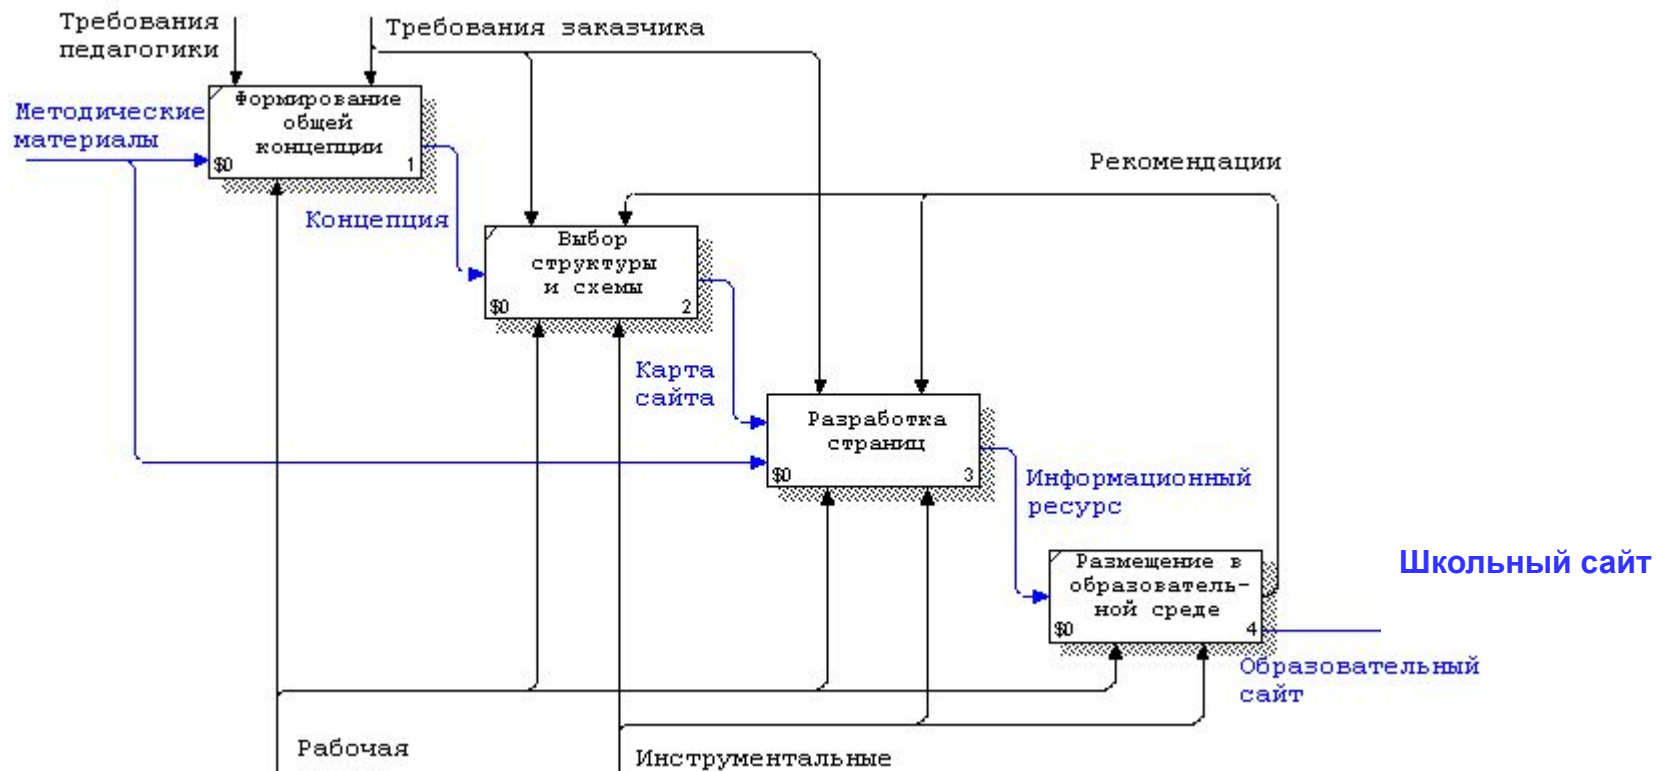 Требования
педагогики
Требования заказчика
Методические
материалы
Формирование
общей
концепции
$0
1
Рекомендации
Концепция
Выбор
структуры
и схемы
$0
2
Карта
сайта
Разработка
страниц
$0
3
Информационный
ресурс
Школьный сайт
Размещение в
образователь-
ной среде
$0
4
Образовательный
сайт
Рабочая
Инструментальные